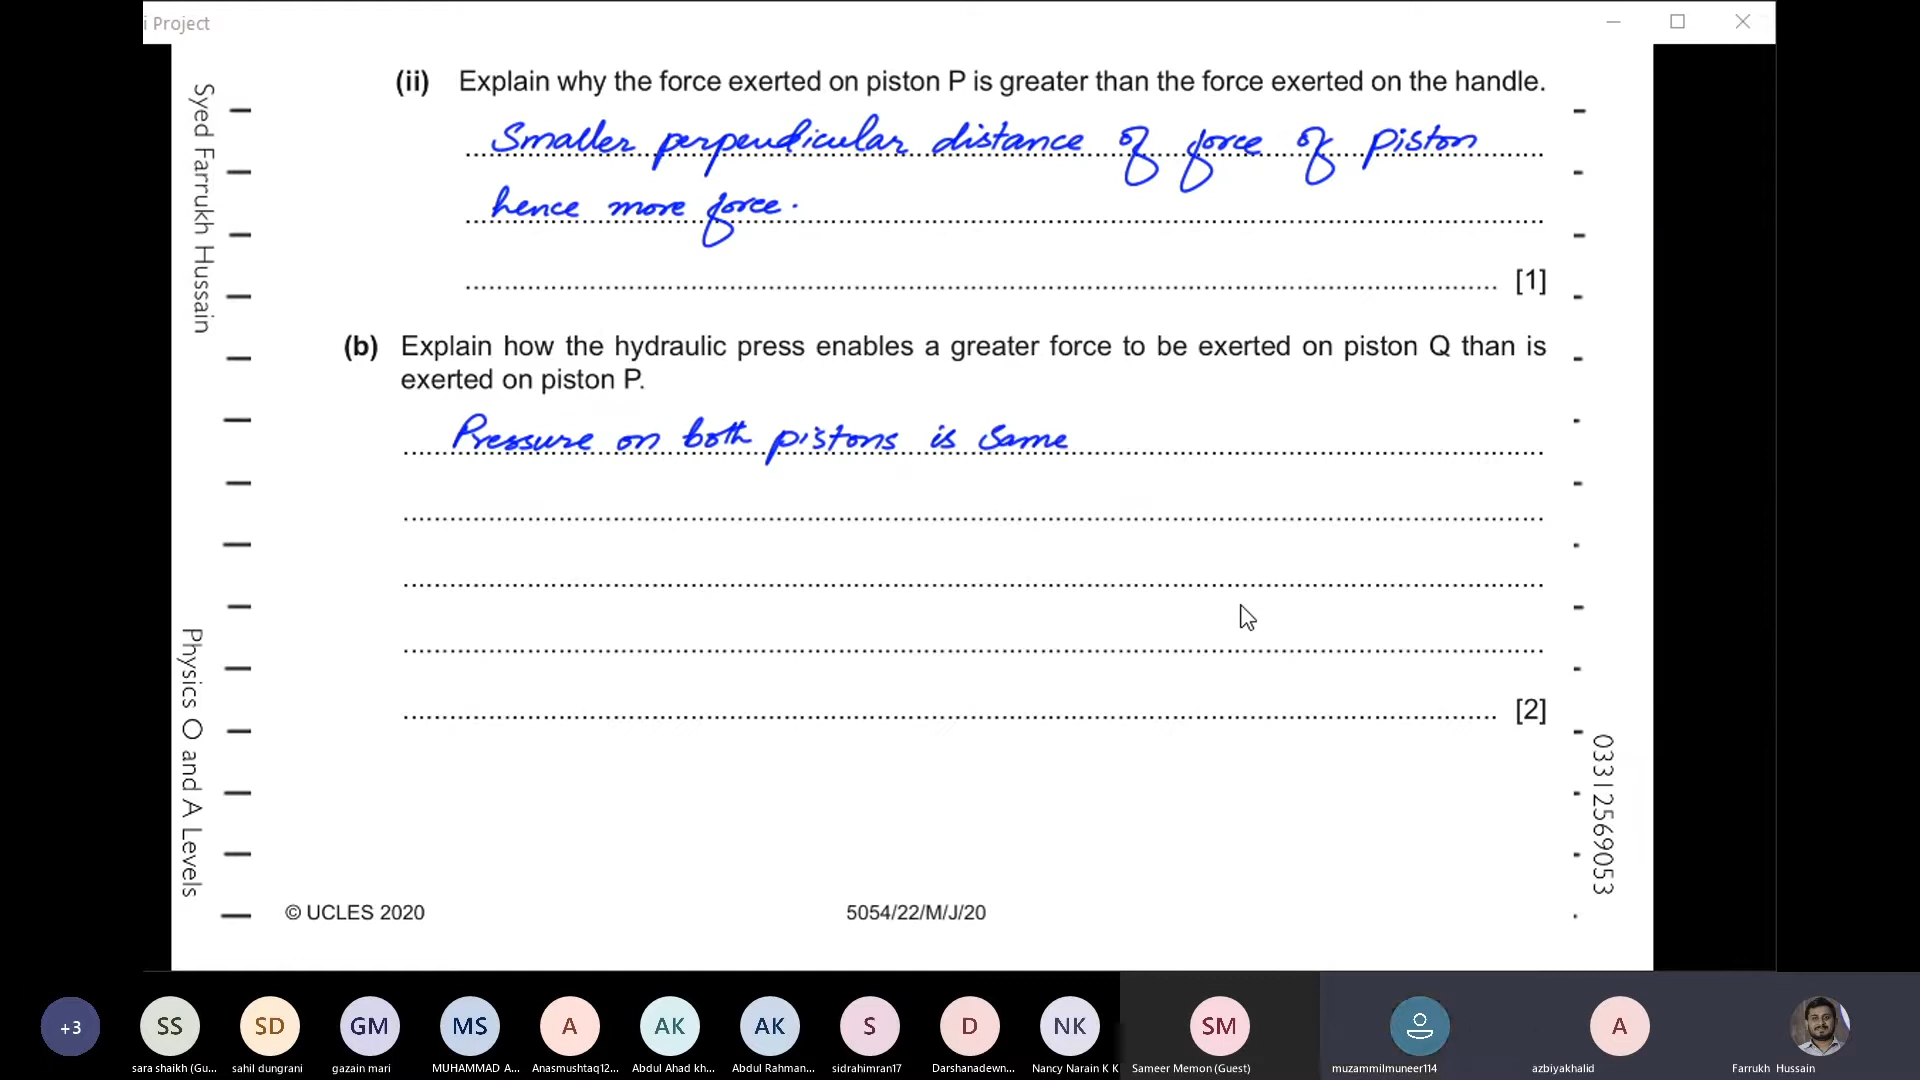 i Project
(ii) Explain why the force exerted on piston P is greater than the force exerted on the handle.
Smaller perpendicular distance of force of piston
hence more force.
[1]
(b) Explain how the hydraulic press enables a greater force to be exerted on piston Q than is
exerted on piston P.
Pressure on both pistons is same
[2]
© UCLES 2020
5054/22/M/J/20
Syed Farrukh Hussain
Physics O and A Levels
03312569053
+3
SS
SD
GM
MS
A
AK
AK
S
D
NK
SM
A
sara shaikh (Gu...
sahil dungrani
gazain mari
MUHAMMAD A...
Anasmushtaq12...
Abdul Ahad kh...
Abdul Rahman...
sidrahimran17
Darshanadewn...
Nancy Narain K K
Sameer Memon (Guest)
muzammilmuneer114
azbiyakhalid
Farrukh Hussain